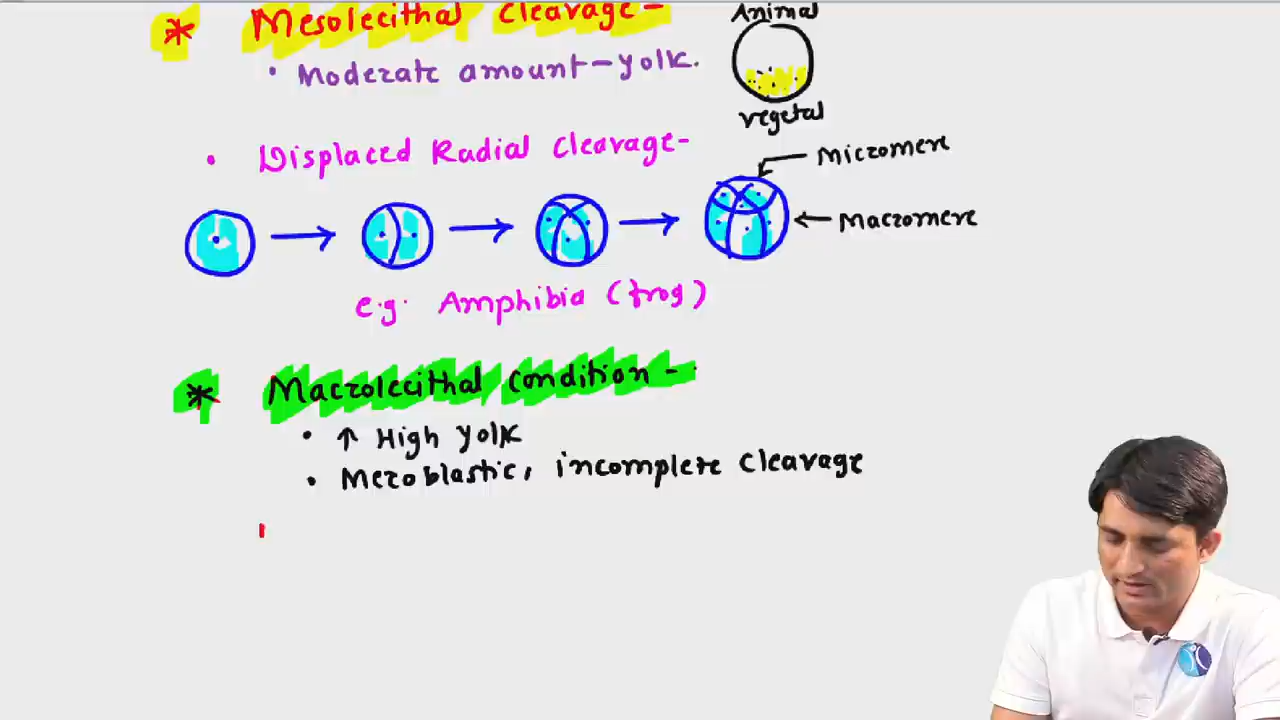 * Mesolecithal Cleavage-
Animal
• Moderate amount-yolk.
vegetal
• Displaced Radial Cleavage-
Micromere
Macromere
e.g. Amphibia (frog)
* Macrolecithal condition-
• ↑ High yolk
• Meroblastic, incomplete cleavage